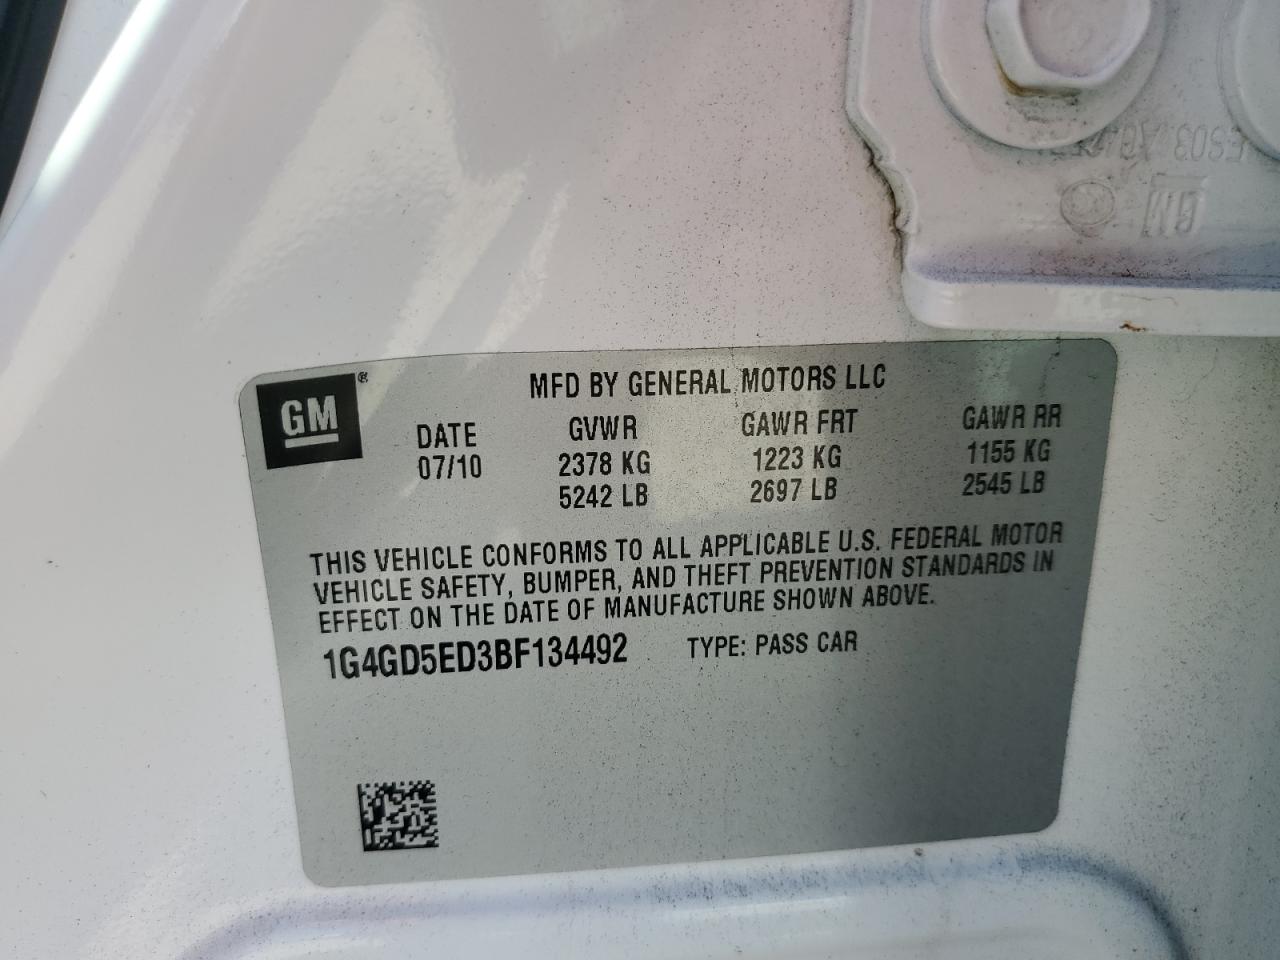 GM®
MFD BY GENERAL MOTORS LLC
DATE GVWR GAWR FRT GAWR RR
07/10 2378 KG 1223 KG 1155 KG
5242 LB 2697 LB 2545 LB
THIS VEHICLE CONFORMS TO ALL APPLICABLE U.S. FEDERAL MOTOR
VEHICLE SAFETY, BUMPER, AND THEFT PREVENTION STANDARDS IN
EFFECT ON THE DATE OF MANUFACTURE SHOWN ABOVE.
1G4GD5ED3BF134492 TYPE: PASS CAR
GM